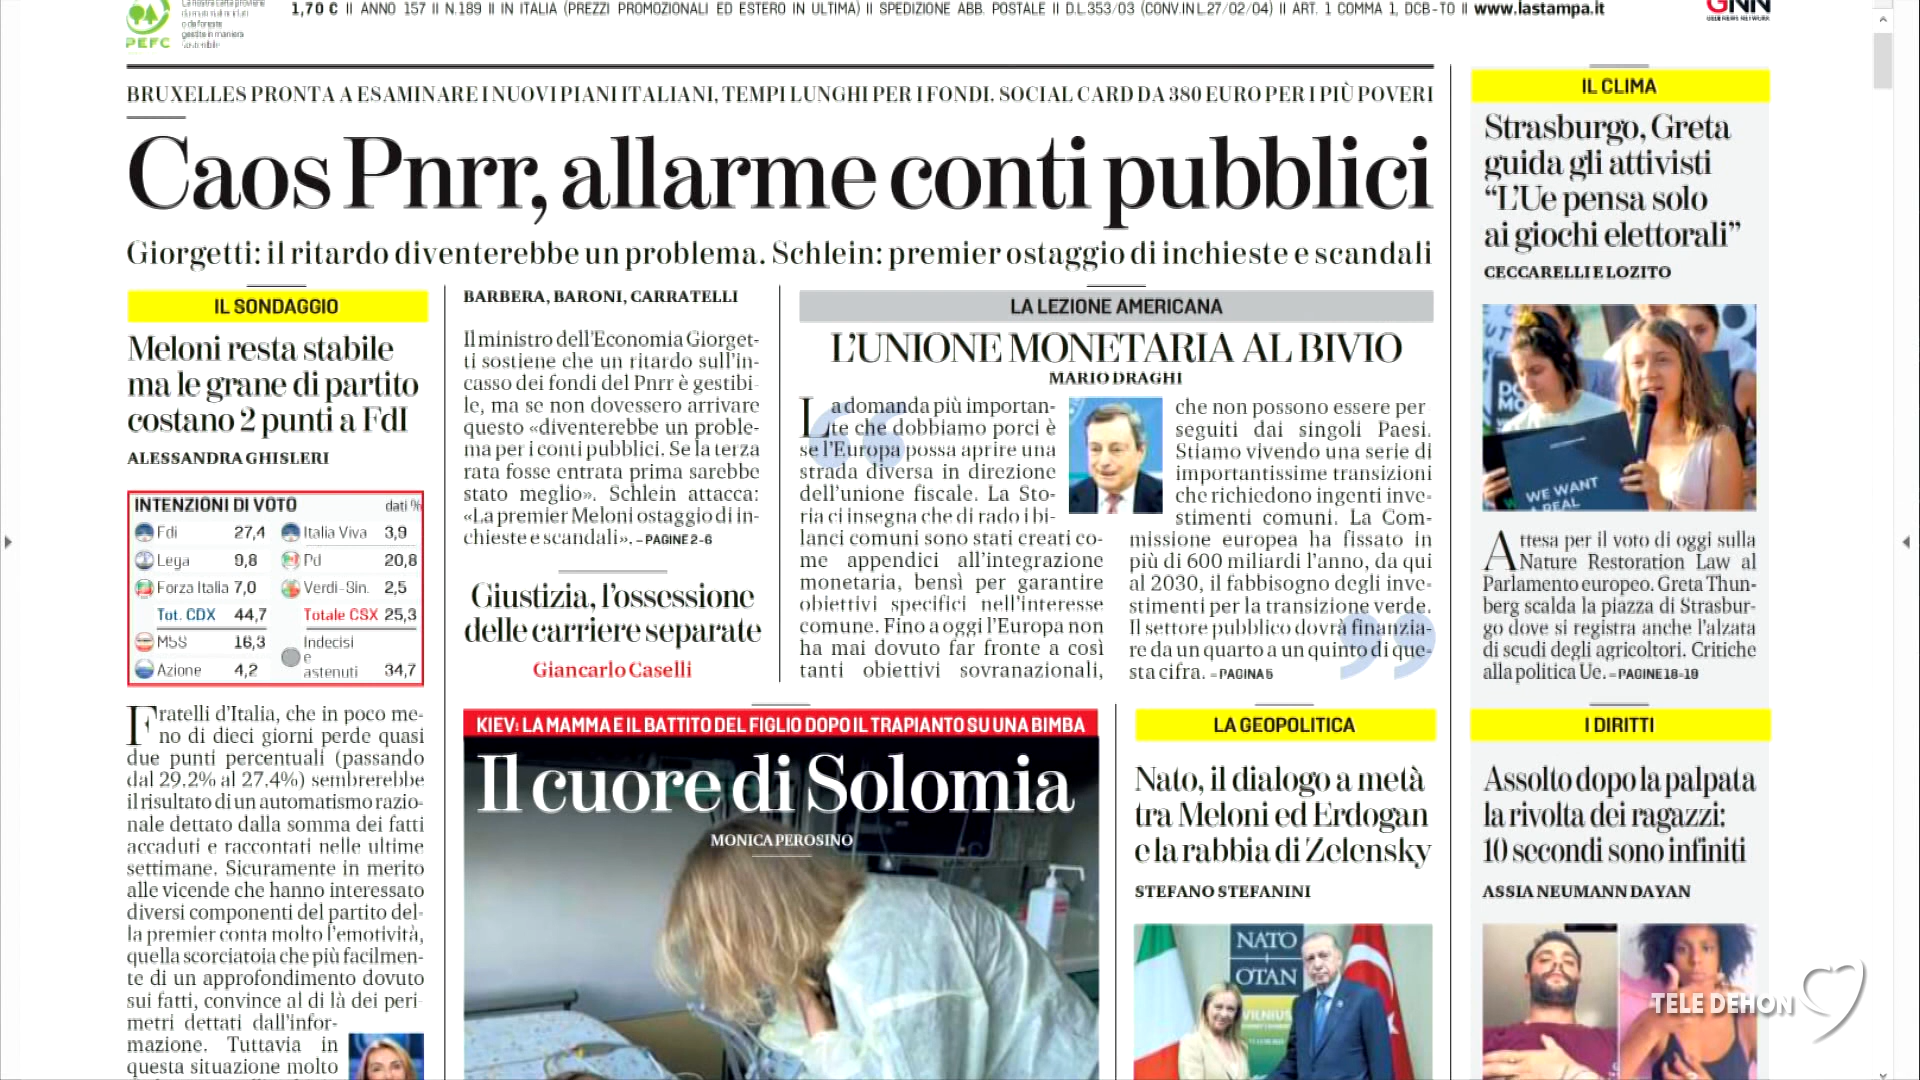 La nostra carta proviene
da materiali riciclati
o da foreste
gestite in maniera
sostenibile
PEFC
1,70 C II ANNO 157 II N.189 II IN ITALIA (PREZZI PROMOZIONALI ED ESTERO IN ULTIMA) II SPEDIZIONE ABB. POSTALE II D.L.353/03 (CONV.IN L.27/02/04) II ART. 1 COMMA 1, DCB-TO II www.lastampa.it
GNN
GEDI NEWS NETWORK
BRUXELLES PRONTA A ESAMINARE I NUOVI PIANI ITALIANI, TEMPI LUNGHI PER I FONDI. SOCIAL CARD DA 380 EURO PER I PIÙ POVERI
Caos Pnrr, allarme conti pubblici
Giorgetti: il ritardo diventerebbe un problema. Schlein: premier ostaggio di inchieste e scandali
IL SONDAGGIO
Meloni resta stabile
ma le grane di partito
costano 2 punti a FdI
ALESSANDRA GHISLERI
INTENZIONI DI VOTO dati %
Fdi 27,4 Italia Viva 3,9
Lega 9,8 Pd 20,8
Forza Italia 7,0 Verdi-Sin. 2,5
Tot. CDX 44,7 Totale CSX 25,3
M5S 16,3 Indecisi
e
Azione 4,2 astenuti 34,7
Fratelli d'Italia, che in poco me-
no di dieci giorni perde quasi
due punti percentuali (passando
dal 29,2% al 27,4%) sembrerebbe
il risultato di un automatismo razio-
nale dettato dalla somma dei fatti
accaduti e raccontati nelle ultime
settimane. Sicuramente in merito
alle vicende che hanno interessato
diversi componenti del partito del-
la premier conta molto l'emotività,
quella scorciatoia che più facilmen-
te di un approfondimento dovuto
sui fatti, convince al di là dei peri-
metri dettati dall'infor-
mazione. Tuttavia in
questa situazione molto
BARBERA, BARONI, CARRATELLI
Il ministro dell'Economia Giorget-
ti sostiene che un ritardo sull'in-
casso dei fondi del Pnrr è gestibi-
le, ma se non dovessero arrivare
questo «diventerebbe un proble-
ma per i conti pubblici. Se la terza
rata fosse entrata prima sarebbe
stato meglio». Schlein attacca:
«La premier Meloni ostaggio di in-
chieste e scandali». – PAGINE 2-6
Giustizia, l'ossessione
delle carriere separate
Giancarlo Caselli
LA LEZIONE AMERICANA
L'UNIONE MONETARIA AL BIVIO
MARIO DRAGHI
La domanda più importan-
te che dobbiamo porci è
se l'Europa possa aprire una
strada diversa in direzione
dell'unione fiscale. La Sto-
ria ci insegna che di rado i bi-
lanci comuni sono stati creati co-
me appendici all'integrazione
monetaria, bensì per garantire
obiettivi specifici nell'interesse
comune. Fino a oggi l'Europa non
ha mai dovuto far fronte a così
tanti obiettivi sovranazionali,
che non possono essere per
seguiti dai singoli Paesi.
Stiamo vivendo una serie di
importantissime transizioni
che richiedono ingenti inve-
stimenti comuni. La Com-
missione europea ha fissato in
più di 600 miliardi l'anno, da qui
al 2030, il fabbisogno degli inve-
stimenti per la transizione verde.
Il settore pubblico dovrà finanzia-
re da un quarto a un quinto di que-
sta cifra. – PAGINA 5
KIEV: LA MAMMA E IL BATTITO DEL FIGLIO DOPO IL TRAPIANTO SU UNA BIMBA
Il cuore di Solomia
MONICA PEROSINO
LA GEOPOLITICA
Nato, il dialogo a metà
tra Meloni ed Erdogan
e la rabbia di Zelensky
STEFANO STEFANINI
NATO
OTAN
VILNIUS
IL CLIMA
Strasburgo, Greta
guida gli attivisti
“L'Ue pensa solo
ai giochi elettorali”
CECCARELLI E LOZITO
WE WANT
A REAL
Attesa per il voto di oggi sulla
Nature Restoration Law al
Parlamento europeo. Greta Thun-
berg scalda la piazza di Strasbur-
go dove si registra anche l'alzata
di scudi degli agricoltori. Critiche
alla politica Ue. – PAGINE 18-19
I DIRITTI
Assolto dopo la palpata
la rivolta dei ragazzi:
10 secondi sono infiniti
ASSIA NEUMANN DAYAN
TELE DEHON